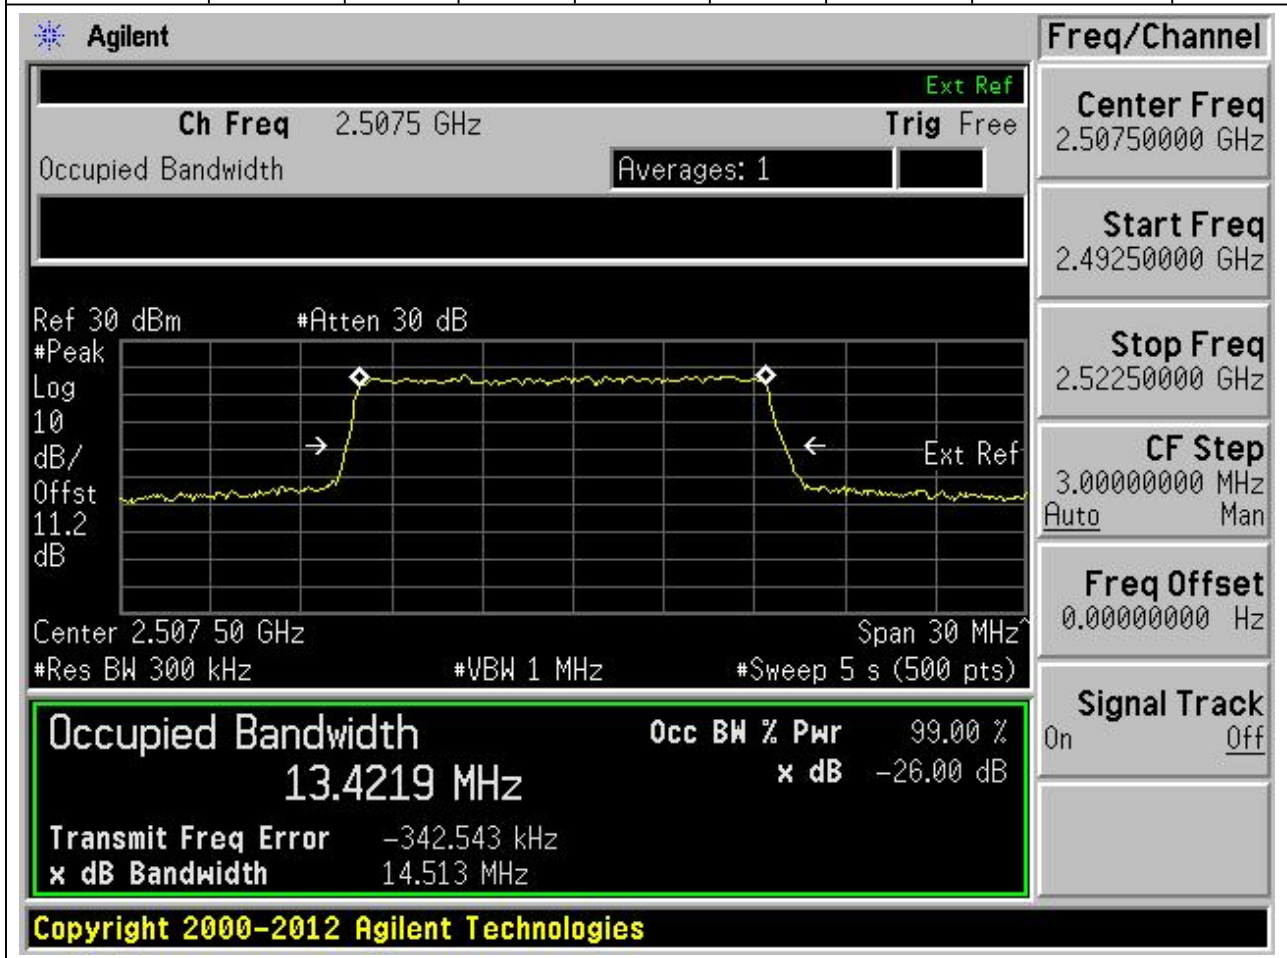 Agilent
Freq/Channel
Ext Ref
Ch Freq 2.5075 GHz Trig Free
Occupied Bandwidth Averages: 1
Center Freq
2.50750000 GHz
Start Freq
2.49250000 GHz
Stop Freq
2.52250000 GHz
CF Step
3.00000000 MHz
Auto Man
Freq Offset
0.00000000 Hz
Signal Track
On Off
Ref 30 dBm #Atten 30 dB
#Peak
Log
10
dB/
Offst
11.2
dB
Ext Ref
Center 2.507 50 GHz Span 30 MHz^
#Res BW 300 kHz #VBW 1 MHz #Sweep 5 s (500 pts)
Occupied Bandwidth Occ BW % Pwr 99.00 %
13.4219 MHz x dB -26.00 dB
Transmit Freq Error -342.543 kHz
x dB Bandwidth 14.513 MHz
Copyright 2000-2012 Agilent Technologies